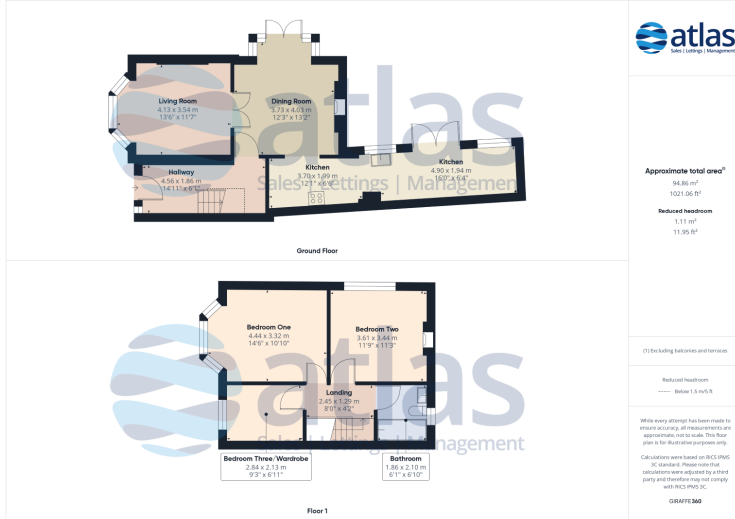 atlas
Sales | Lettings | Management
Living Room
4.13 x 3.54 m
13'6" x 11'7"
Dining Room
3.73 x 4.03 m
12'3" x 13'2"
Hallway
4.56 x 1.86 m
14'11" x 6'1"
Kitchen
3.70 x 1.99 m
12'1" x 6'6"
Kitchen
4.90 x 1.94 m
16'0" x 6'4"
atlas
Sales | Lettings | Management
Ground Floor
Bedroom One
4.44 x 3.32 m
14'6" x 10'10"
Bedroom Two
3.61 x 3.44 m
11'9" x 11'3"
Landing
2.45 x 1.29 m
8'0" x 4'2"
atlas
Sales | Lettings | Management
Bedroom Three/Wardrobe
2.84 x 2.13 m
9'3" x 6'11"
Bathroom
1.86 x 2.10 m
6'1" x 6'10"
Floor 1
Approximate total area⁽¹⁾
94.86 m²
1021.06 ft²
Reduced headroom
1.11 m²
11.95 ft²
(1) Excluding balconies and terraces
Reduced headroom
------ Below 1.5 m/5 ft
While every attempt has been made to
ensure accuracy, all measurements are
approximate, not to scale. This floor
plan is for illustrative purposes only.
Calculations were based on RICS IPMS
3C standard. Please note that
calculations were adjusted by a third
party and therefore may not comply
with RICS IPMS 3C.
GIRAFFE360